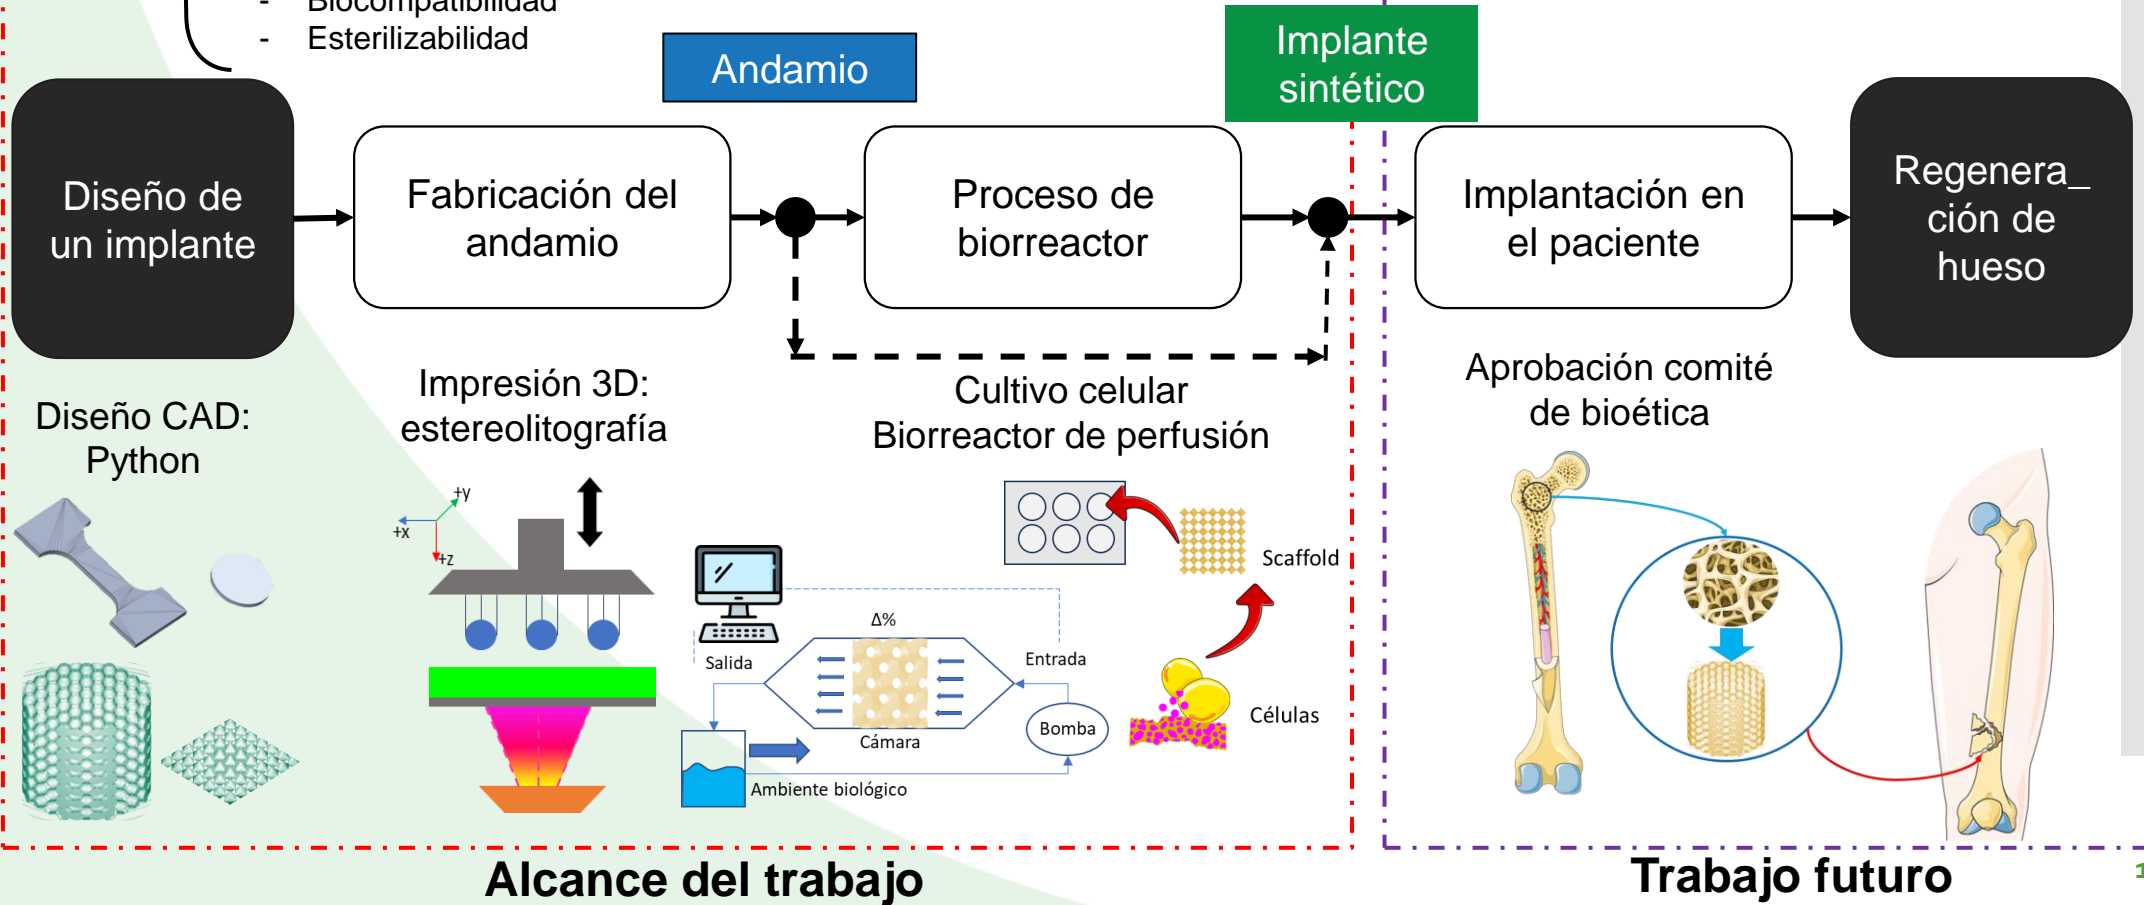 - Biocompatibilidad
- Esterilizabilidad
Andamio
Implante
sintético
Diseño de
un implante
Fabricación del
andamio
Proceso de
biorreactor
Implantación en
el paciente
Regenera_
ción de
hueso
Diseño CAD:
Python
Impresión 3D:
estereolitografía
Cultivo celular
Biorreactor de perfusión
Aprobación comité
de bioética
+y
+x
+z
Scaffold
Δ%
Salida
Entrada
Células
Bomba
Cámara
Ambiente biológico
Alcance del trabajo
Trabajo futuro